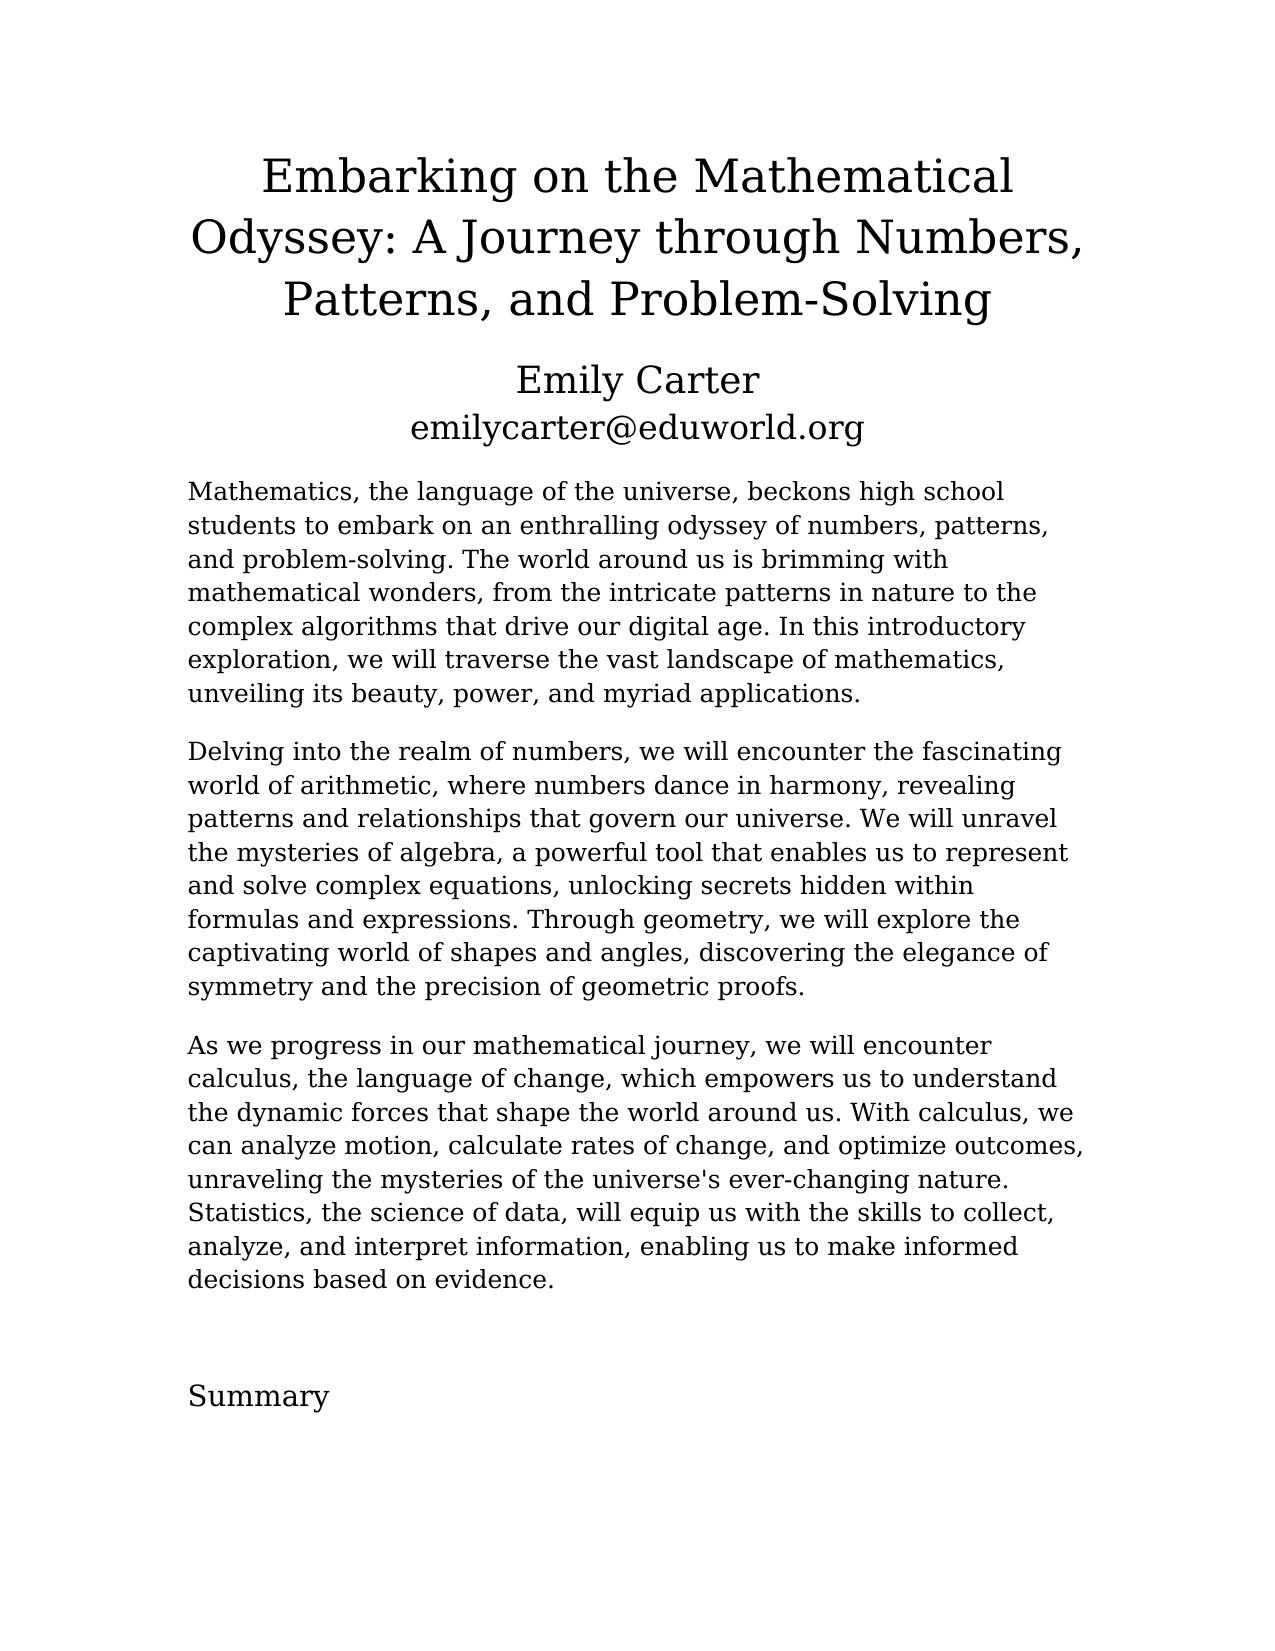 Embarking on the Mathematical
Odyssey: A Journey through Numbers,
Patterns, and Problem-Solving
Emily Carter
emilycarter@eduworld.org
Mathematics, the language of the universe, beckons high school
students to embark on an enthralling odyssey of numbers, patterns,
and problem-solving. The world around us is brimming with
mathematical wonders, from the intricate patterns in nature to the
complex algorithms that drive our digital age. In this introductory
exploration, we will traverse the vast landscape of mathematics,
unveiling its beauty, power, and myriad applications.
Delving into the realm of numbers, we will encounter the fascinating
world of arithmetic, where numbers dance in harmony, revealing
patterns and relationships that govern our universe. We will unravel
the mysteries of algebra, a powerful tool that enables us to represent
and solve complex equations, unlocking secrets hidden within
formulas and expressions. Through geometry, we will explore the
captivating world of shapes and angles, discovering the elegance of
symmetry and the precision of geometric proofs.
As we progress in our mathematical journey, we will encounter
calculus, the language of change, which empowers us to understand
the dynamic forces that shape the world around us. With calculus, we
can analyze motion, calculate rates of change, and optimize outcomes,
unraveling the mysteries of the universe's ever-changing nature.
Statistics, the science of data, will equip us with the skills to collect,
analyze, and interpret information, enabling us to make informed
decisions based on evidence.
Summary